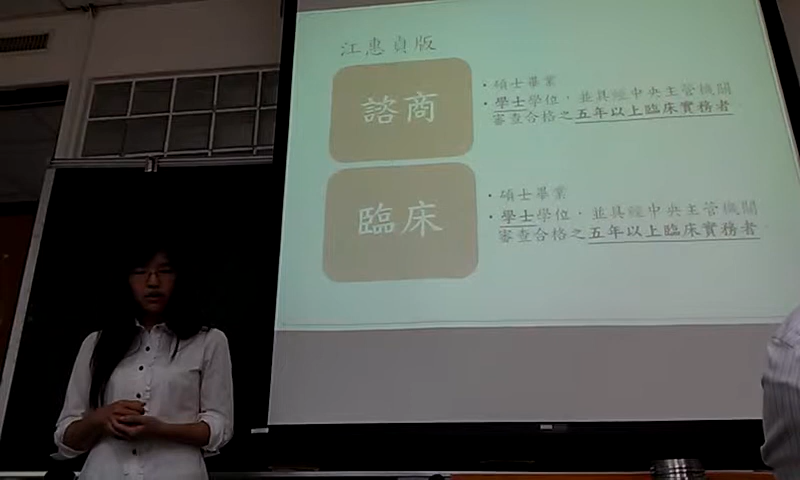 江惠貞版
諮商
• 碩士畢業
• 學士學位，並具經中央主管機關
審查合格之五年以上臨床實務者
臨床
• 碩士畢業
• 學士學位，並具經中央主管機關
審查合格之五年以上臨床實務者